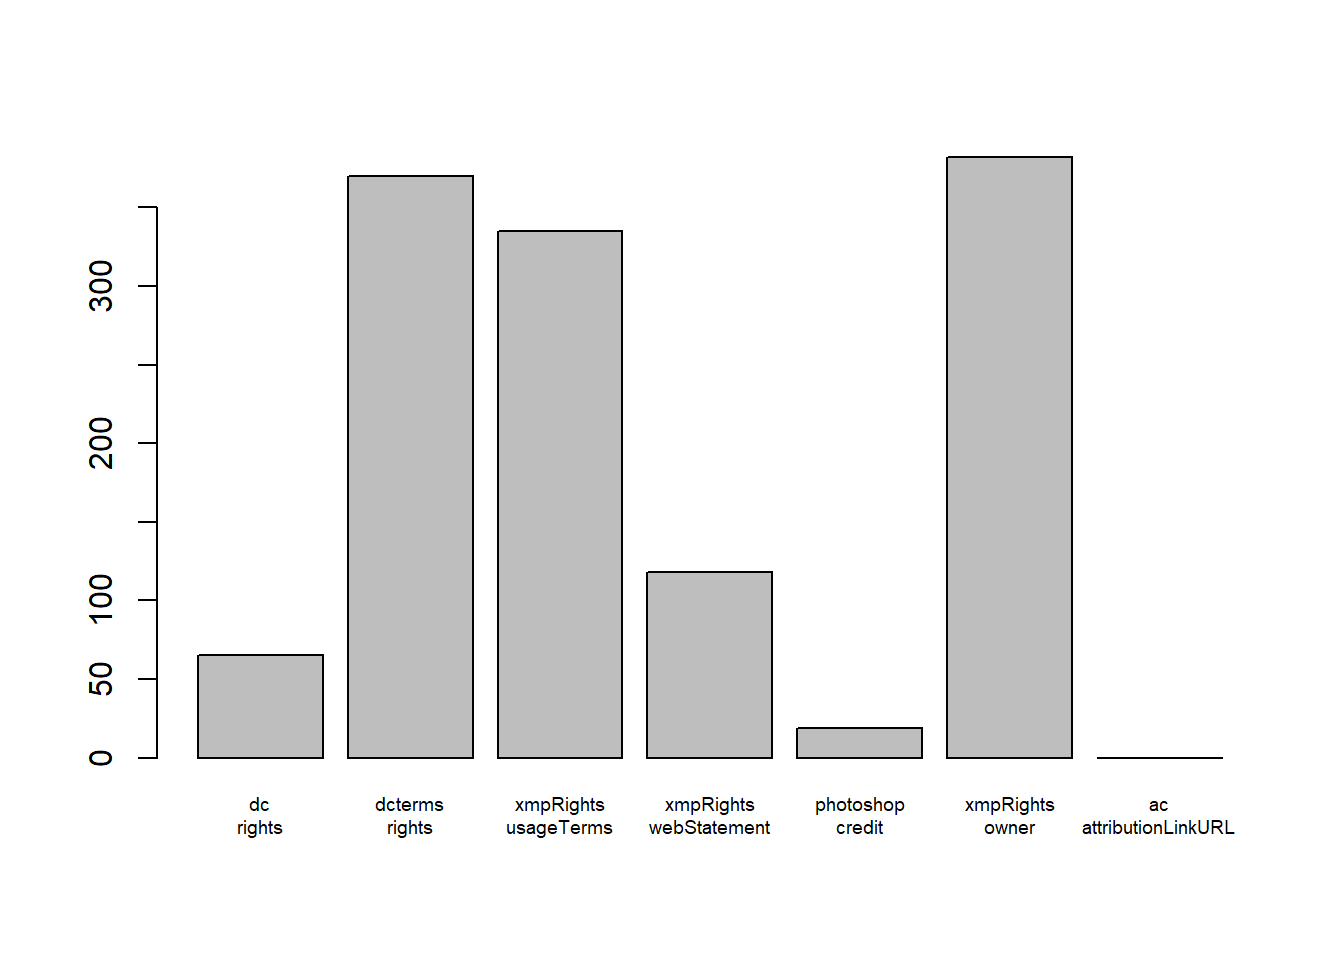 300
200
100
50
0
dc
rights
dcterms
rights
xmpRights
usageTerms
xmpRights
webStatement
photoshop
credit
xmpRights
owner
ac
attributionLinkURL